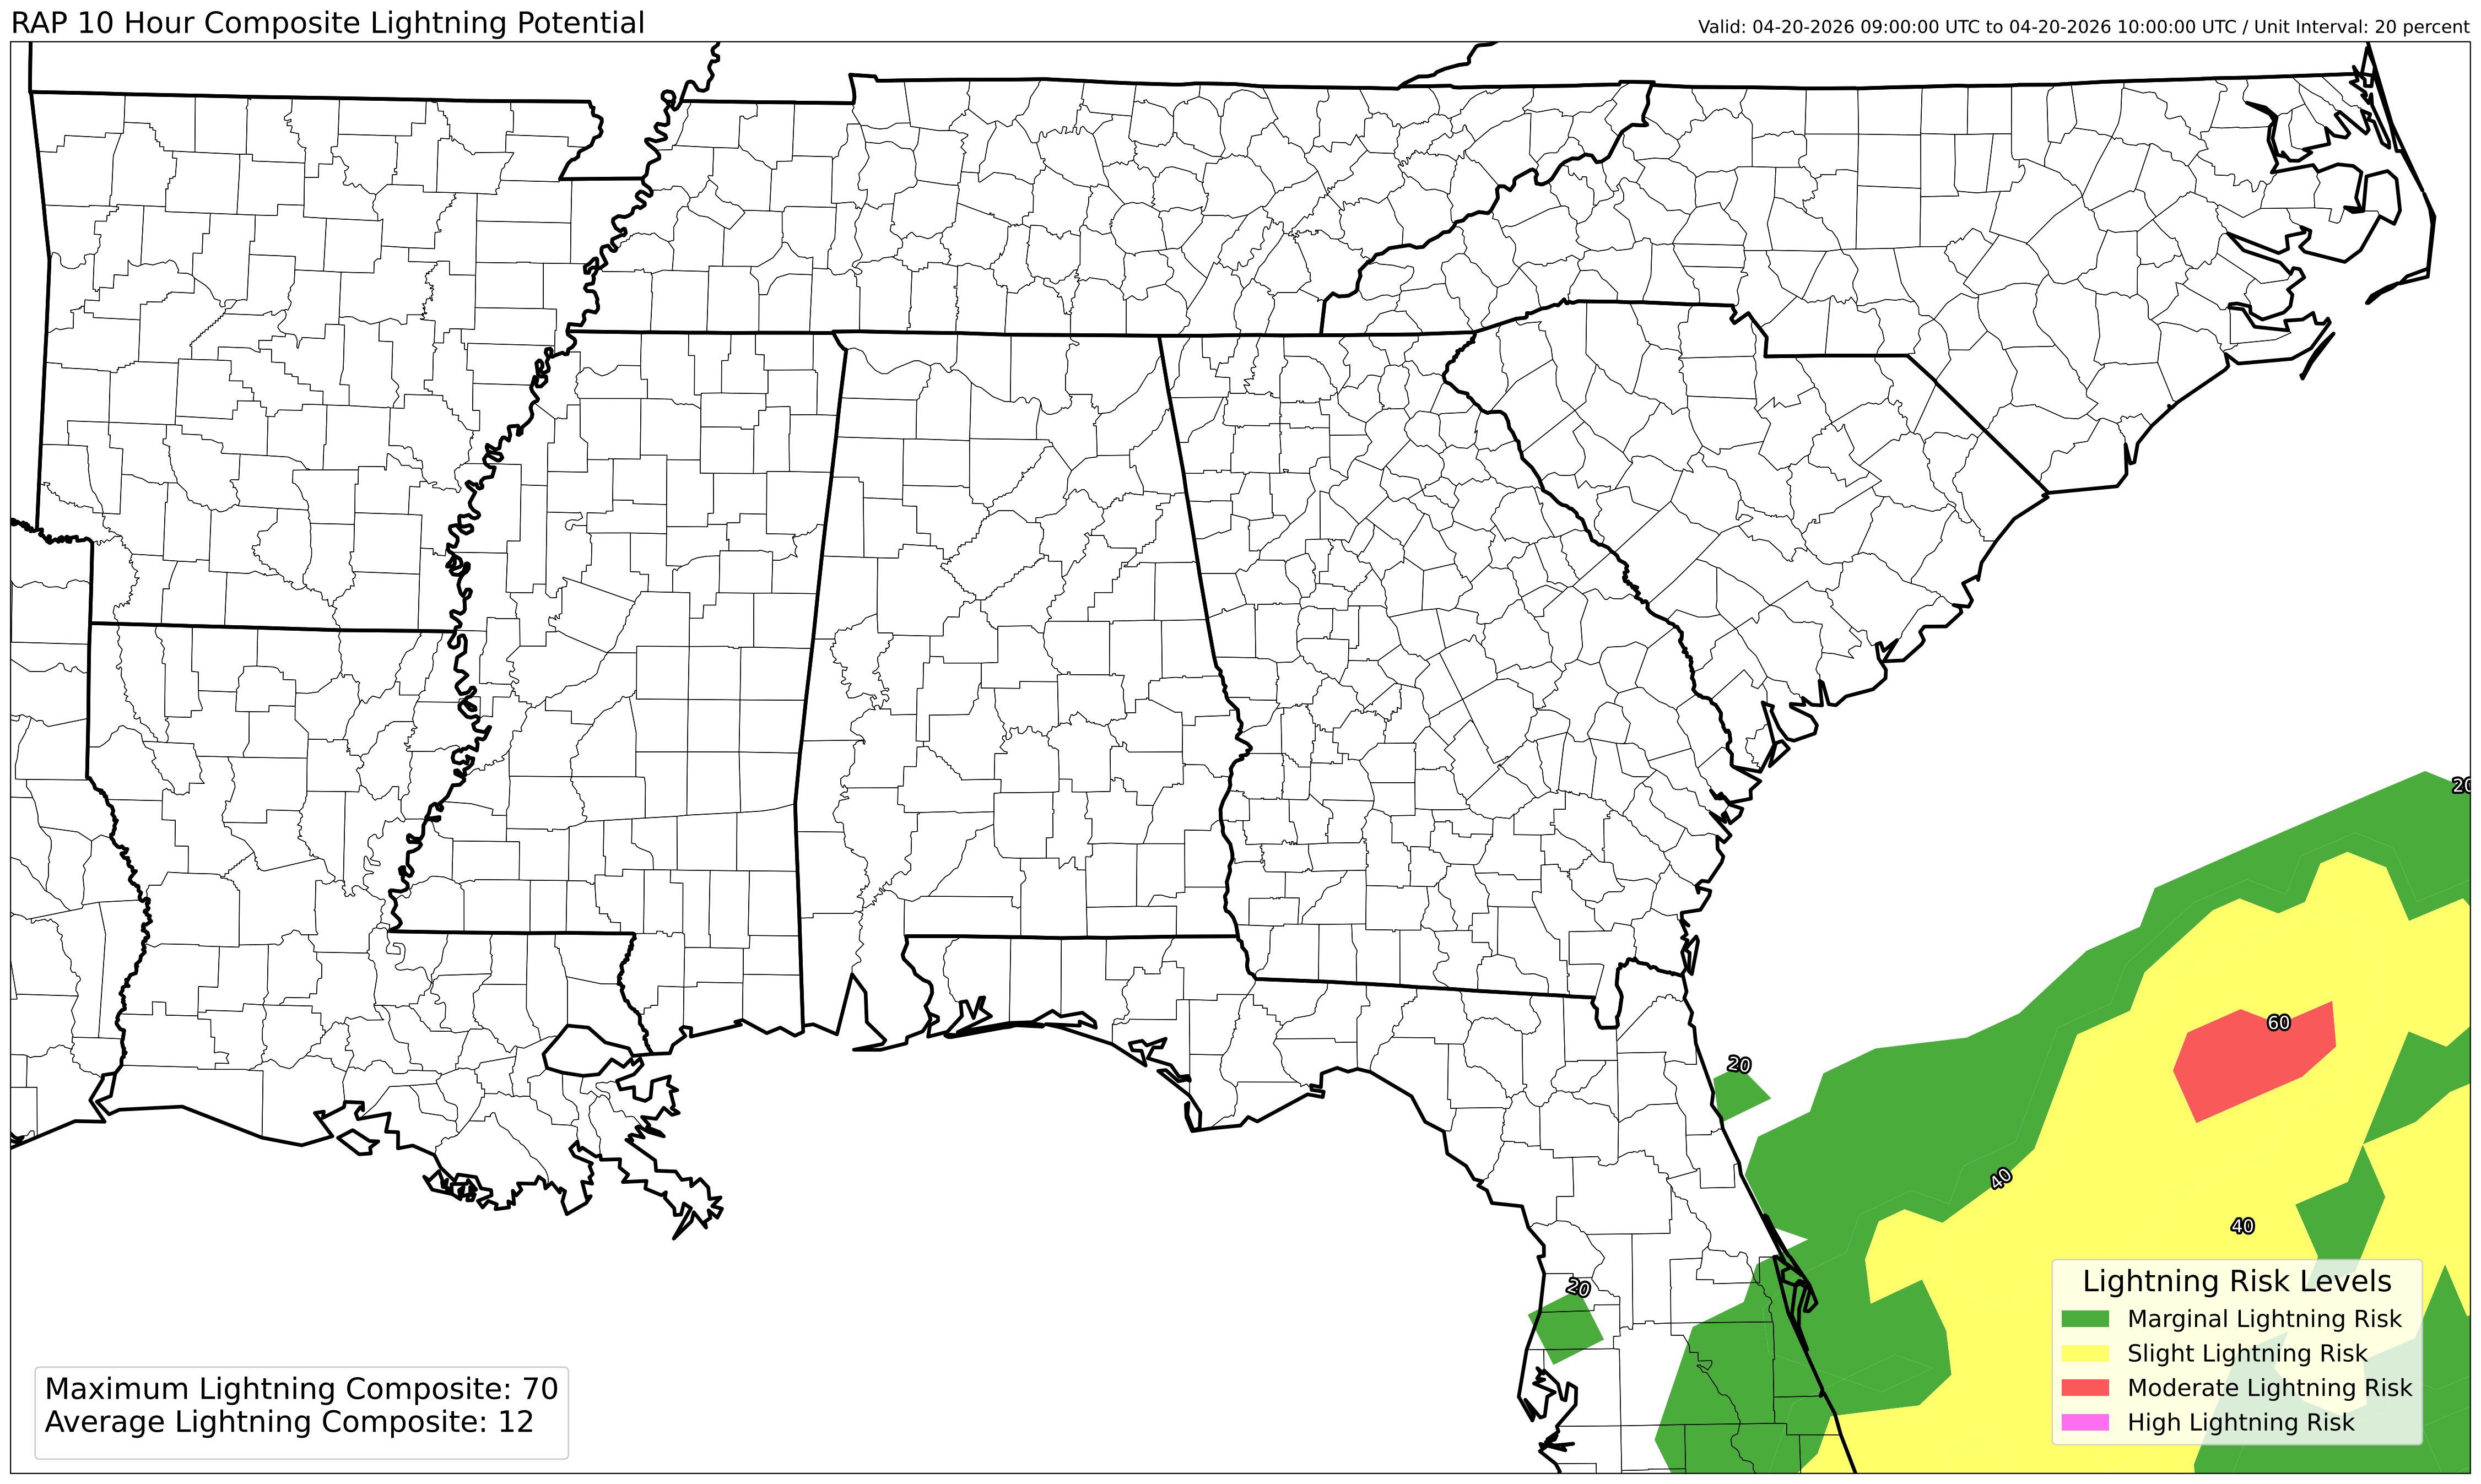 RAP 10 Hour Composite Lightning Potential
Valid: 04-20-2026 09:00:00 UTC to 04-20-2026 10:00:00 UTC / Unit Interval: 20 percent
20
60
20
40
40
20
Lightning Risk Levels
Marginal Lightning Risk
Slight Lightning Risk
Moderate Lightning Risk
High Lightning Risk
Maximum Lightning Composite: 70
Average Lightning Composite: 12